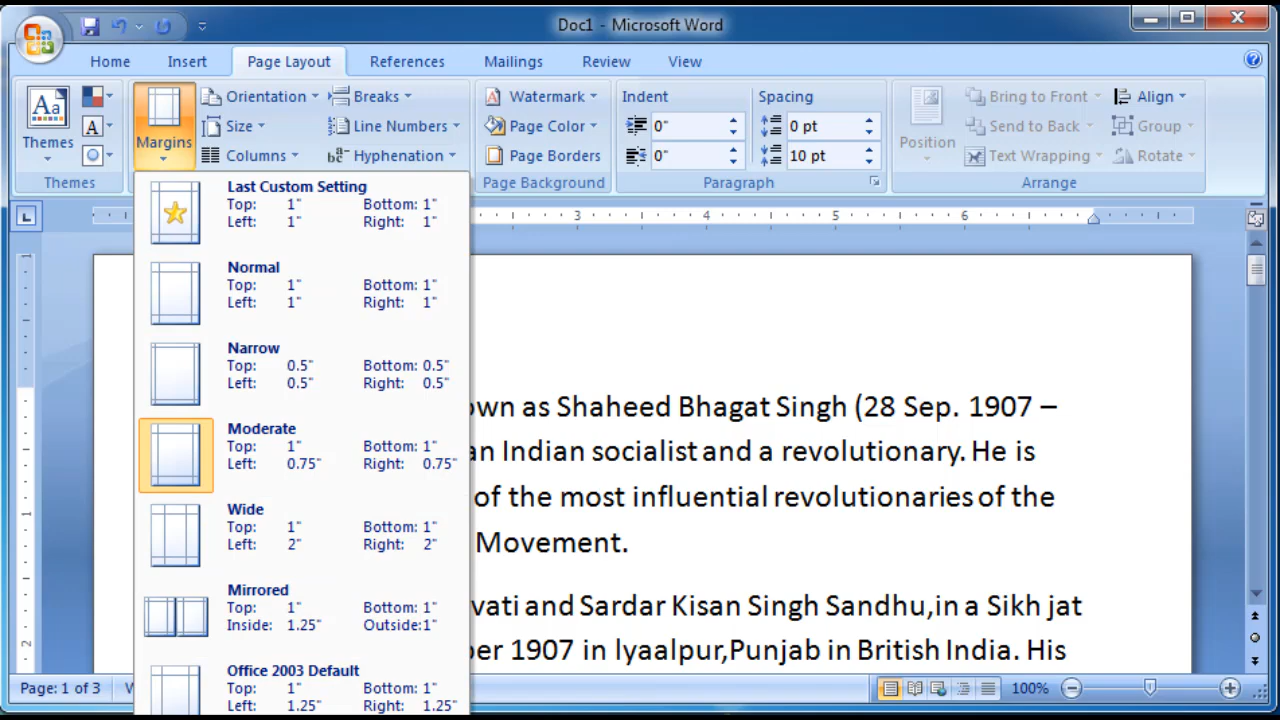 Doc1 - Microsoft Word
Home Insert Page Layout References Mailings Review View
Themes
Themes
Margins
Orientation
Size
Columns
Breaks
Line Numbers
Hyphenation
Watermark
Page Color
Page Borders
Page Background
Indent
0"
0"
Spacing
0 pt
10 pt
Paragraph
Position
Bring to Front
Send to Back
Text Wrapping
Align
Group
Rotate
Arrange
3 4 5 6
Last Custom Setting
Top: 1" Bottom: 1"
Left: 1" Right: 1"
Normal
Top: 1" Bottom: 1"
Left: 1" Right: 1"
Narrow
Top: 0.5" Bottom: 0.5"
Left: 0.5" Right: 0.5"
Moderate
Top: 1" Bottom: 1"
Left: 0.75" Right: 0.75"
Wide
Top: 1" Bottom: 1"
Left: 2" Right: 2"
Mirrored
Top: 1" Bottom: 1"
Inside: 1.25" Outside: 1"
Office 2003 Default
Top: 1" Bottom: 1"
Left: 1.25" Right: 1.25"
own as Shaheed Bhagat Singh (28 Sep. 1907 –
an Indian socialist and a revolutionary. He is
of the most influential revolutionaries of the
Movement.
vati and Sardar Kisan Singh Sandhu,in a Sikh jat
er 1907 in lyaalpur,Punjab in British India. His
Page: 1 of 3
100%